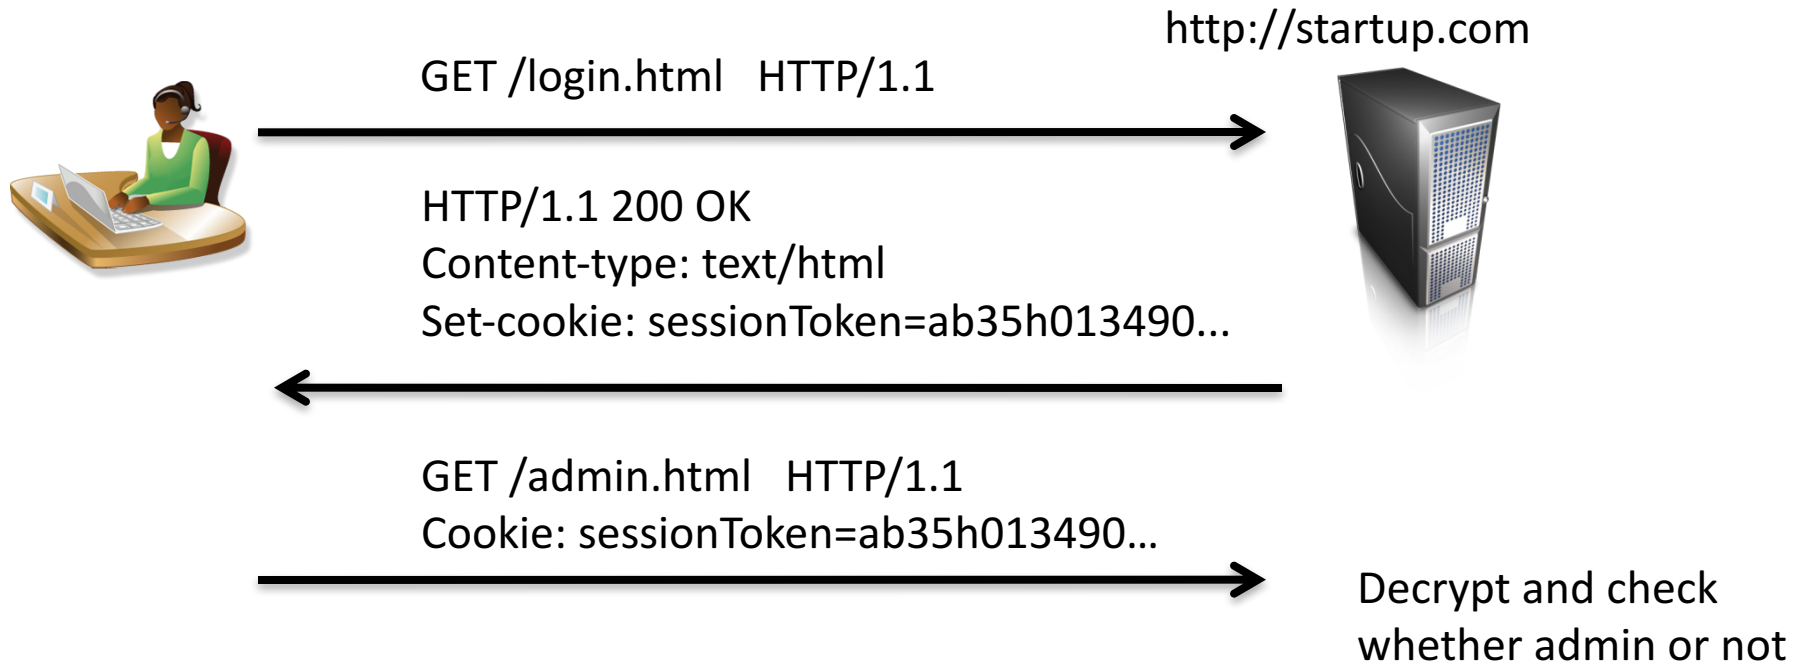 http://startup.com
GET /login.html HTTP/1.1
HTTP/1.1 200 OK
Content-type: text/html
Set-cookie: sessionToken=ab35h013490...
GET /admin.html HTTP/1.1
Cookie: sessionToken=ab35h013490…
Decrypt and check
whether admin or not